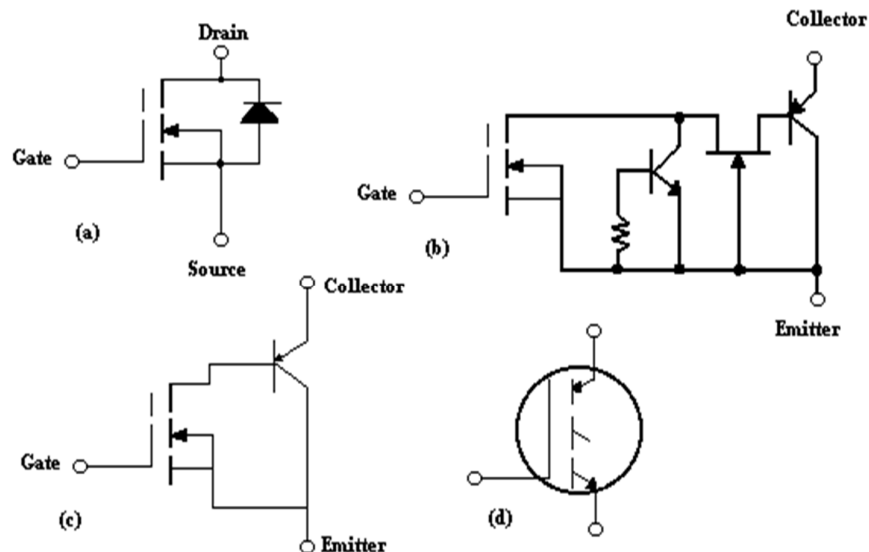 Drain
Gate
(a)
Source
Collector
Gate
(b)
Emitter
Collector
Gate
(c)
Emitter
(d)